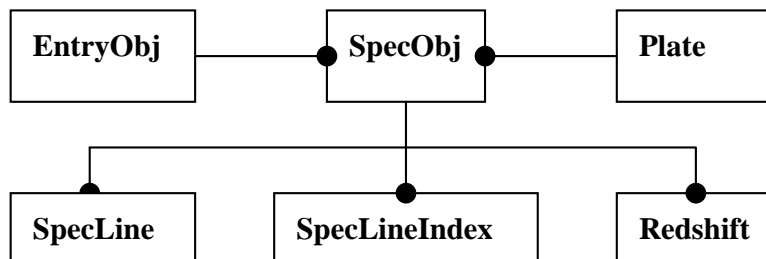 EntryObj
SpecObj
Plate
SpecLine
SpecLineIndex
Redshift